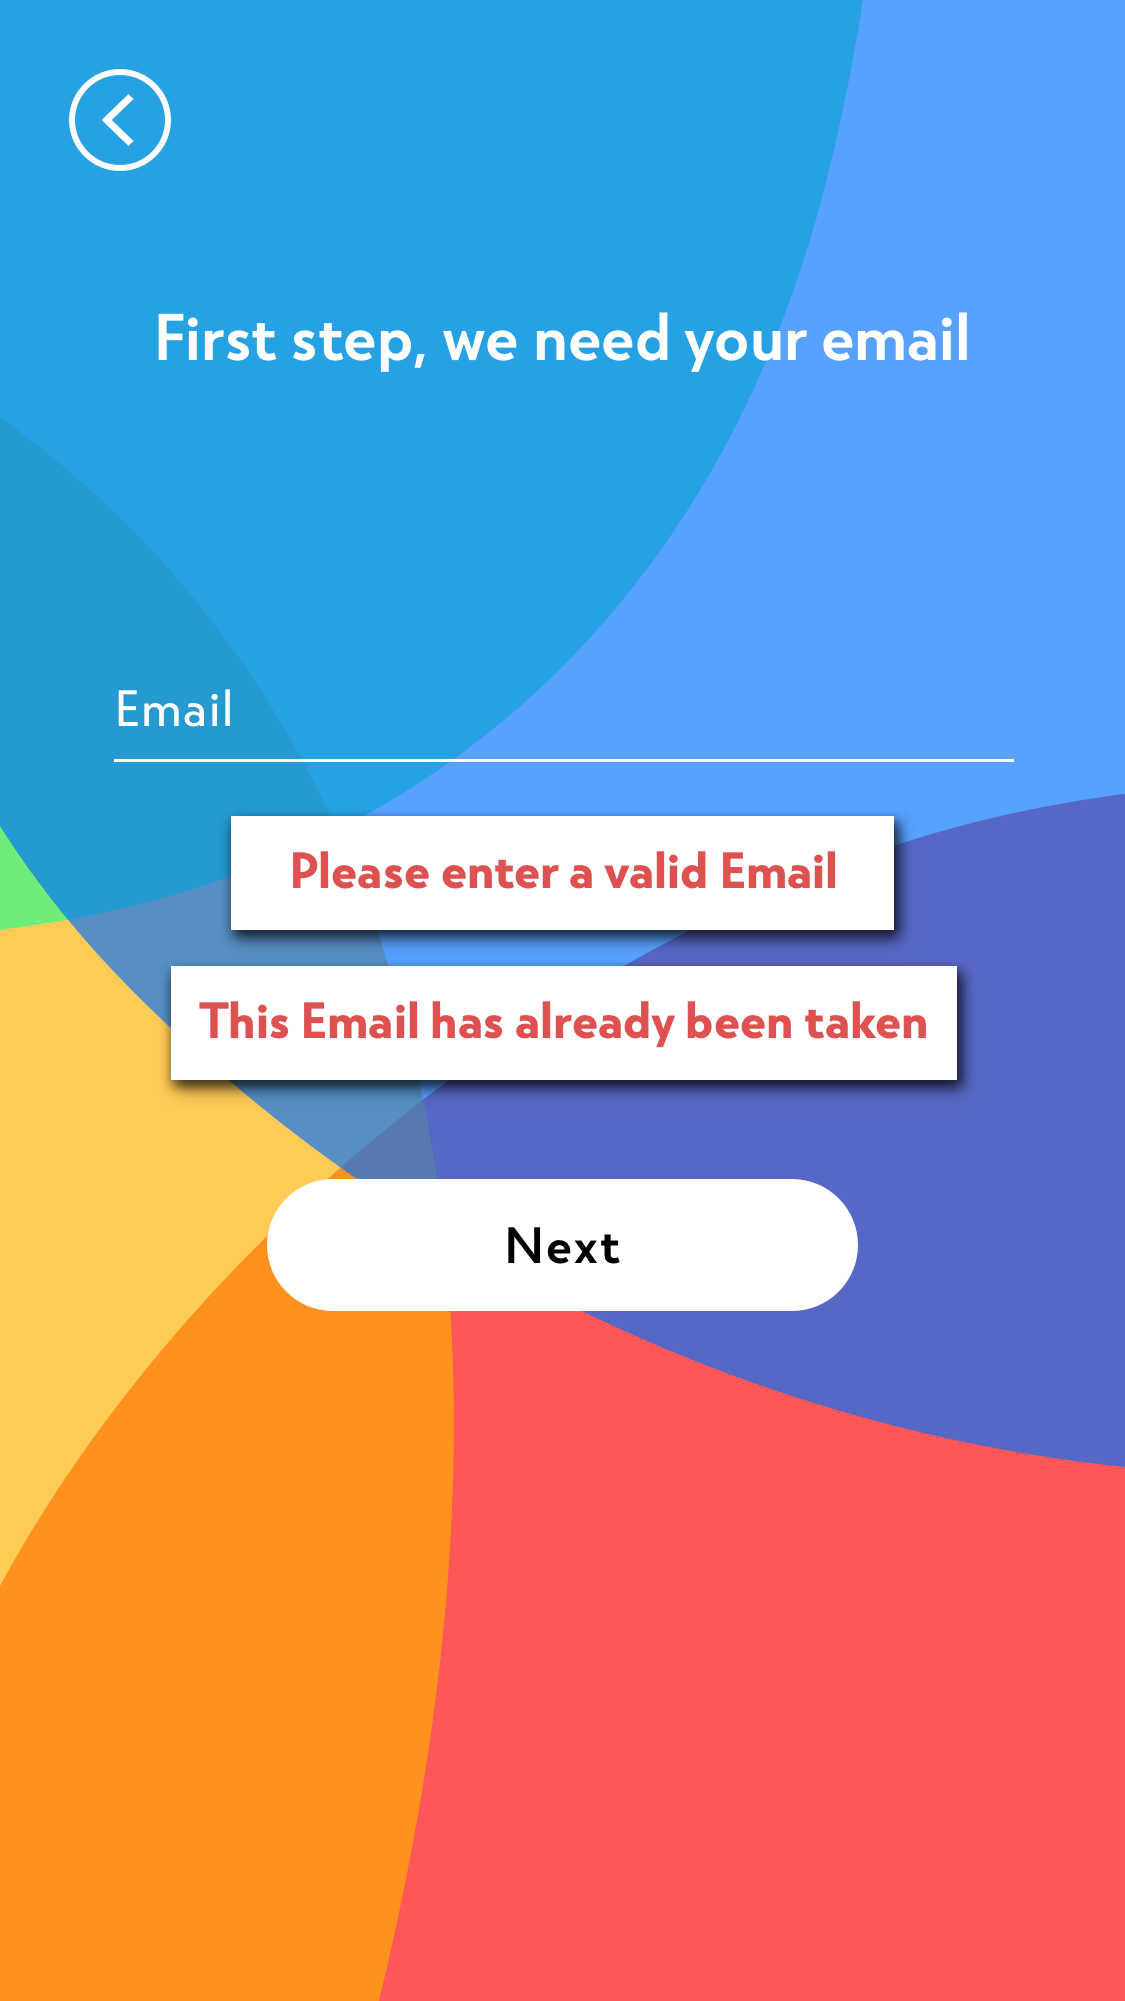 First step, we need your email
Email
Please enter a valid Email
This Email has already been taken
Next